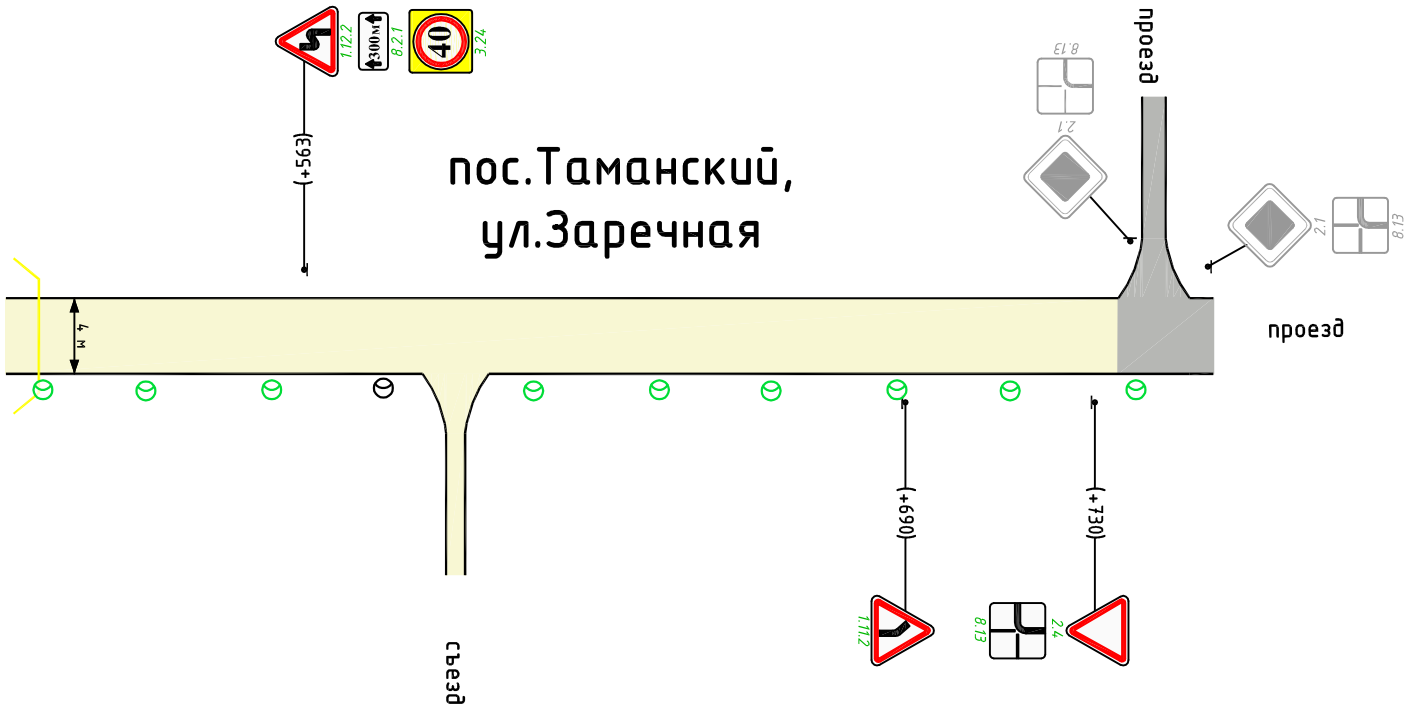 1.12.2
300м
8.2.1
40
3.24
(+563)
пос.Таманский,
ул.Заречная
8.13
2.1
проезд
2.1
8.13
проезд
4 м
(+690)
(+730)
1.11.2
8.13
2.4
съезд